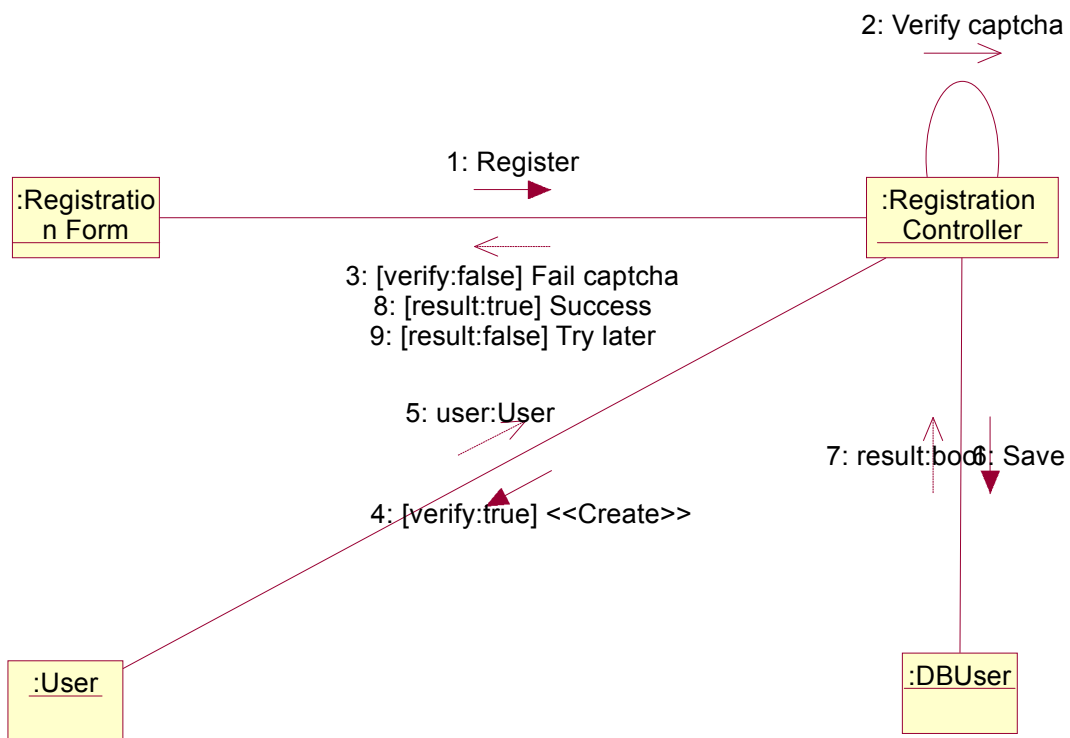 2: Verify captcha
1: Register
:Registratio
n Form
:Registration
Controller
3: [verify:false] Fail captcha
8: [result:true] Success
9: [result:false] Try later
5: user:User
7: result:bool
6: Save
4: [verify:true] <<Create>>
:User
:DBUser